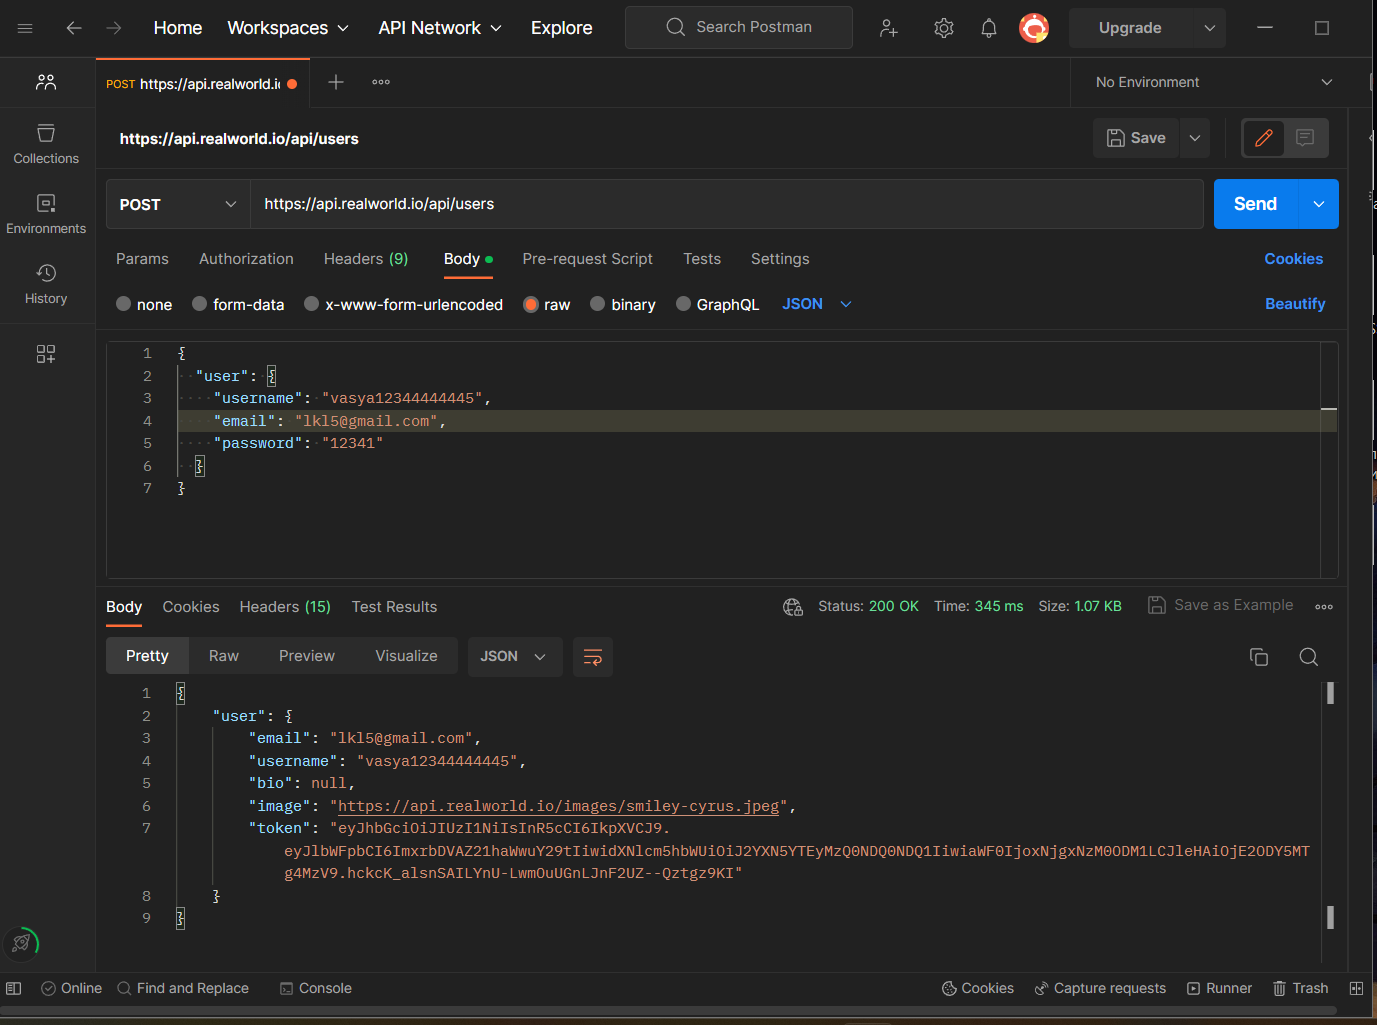 Home Workspaces API Network Explore Search Postman Upgrade
POST https://api.realworld.io No Environment
https://api.realworld.io/api/users Save
Collections
Environments
History
POST https://api.realworld.io/api/users Send
Params Authorization Headers (9) Body Pre-request Script Tests Settings Cookies
none form-data x-www-form-urlencoded raw binary GraphQL JSON Beautify
1 {
2 "user": {
3 "username": "vasya12344444445",
4 "email": "lkl5@gmail.com",
5 "password": "12341"
6 }
7 }
Body Cookies Headers (15) Test Results Status: 200 OK Time: 345 ms Size: 1.07 KB Save as Example
Pretty Raw Preview Visualize JSON
1 {
2 "user": {
3 "email": "lkl5@gmail.com",
4 "username": "vasya12344444445",
5 "bio": null,
6 "image": "https://api.realworld.io/images/smiley-cyrus.jpeg",
7 "token": "eyJhbGciOiJIUzI1NiIsInR5cCI6IkpXVCJ9.
eyJlbWFpbCI6ImxrbDVAZ21haWwuY29tIiwidXNlcm5hbWUiOiJ2YXN5YTEyMzQ0NDQ0NDQ1IiwiaWF0IjoxNjgxNzM0ODM1LCJleHAiOjE2ODY5MT
g4MzV9.hckcK_alsnSAILYnU-LwmOuUGnLJnF2UZ--Qztgz9KI"
8 }
9 }
Online Find and Replace Console Cookies Capture requests Runner Trash